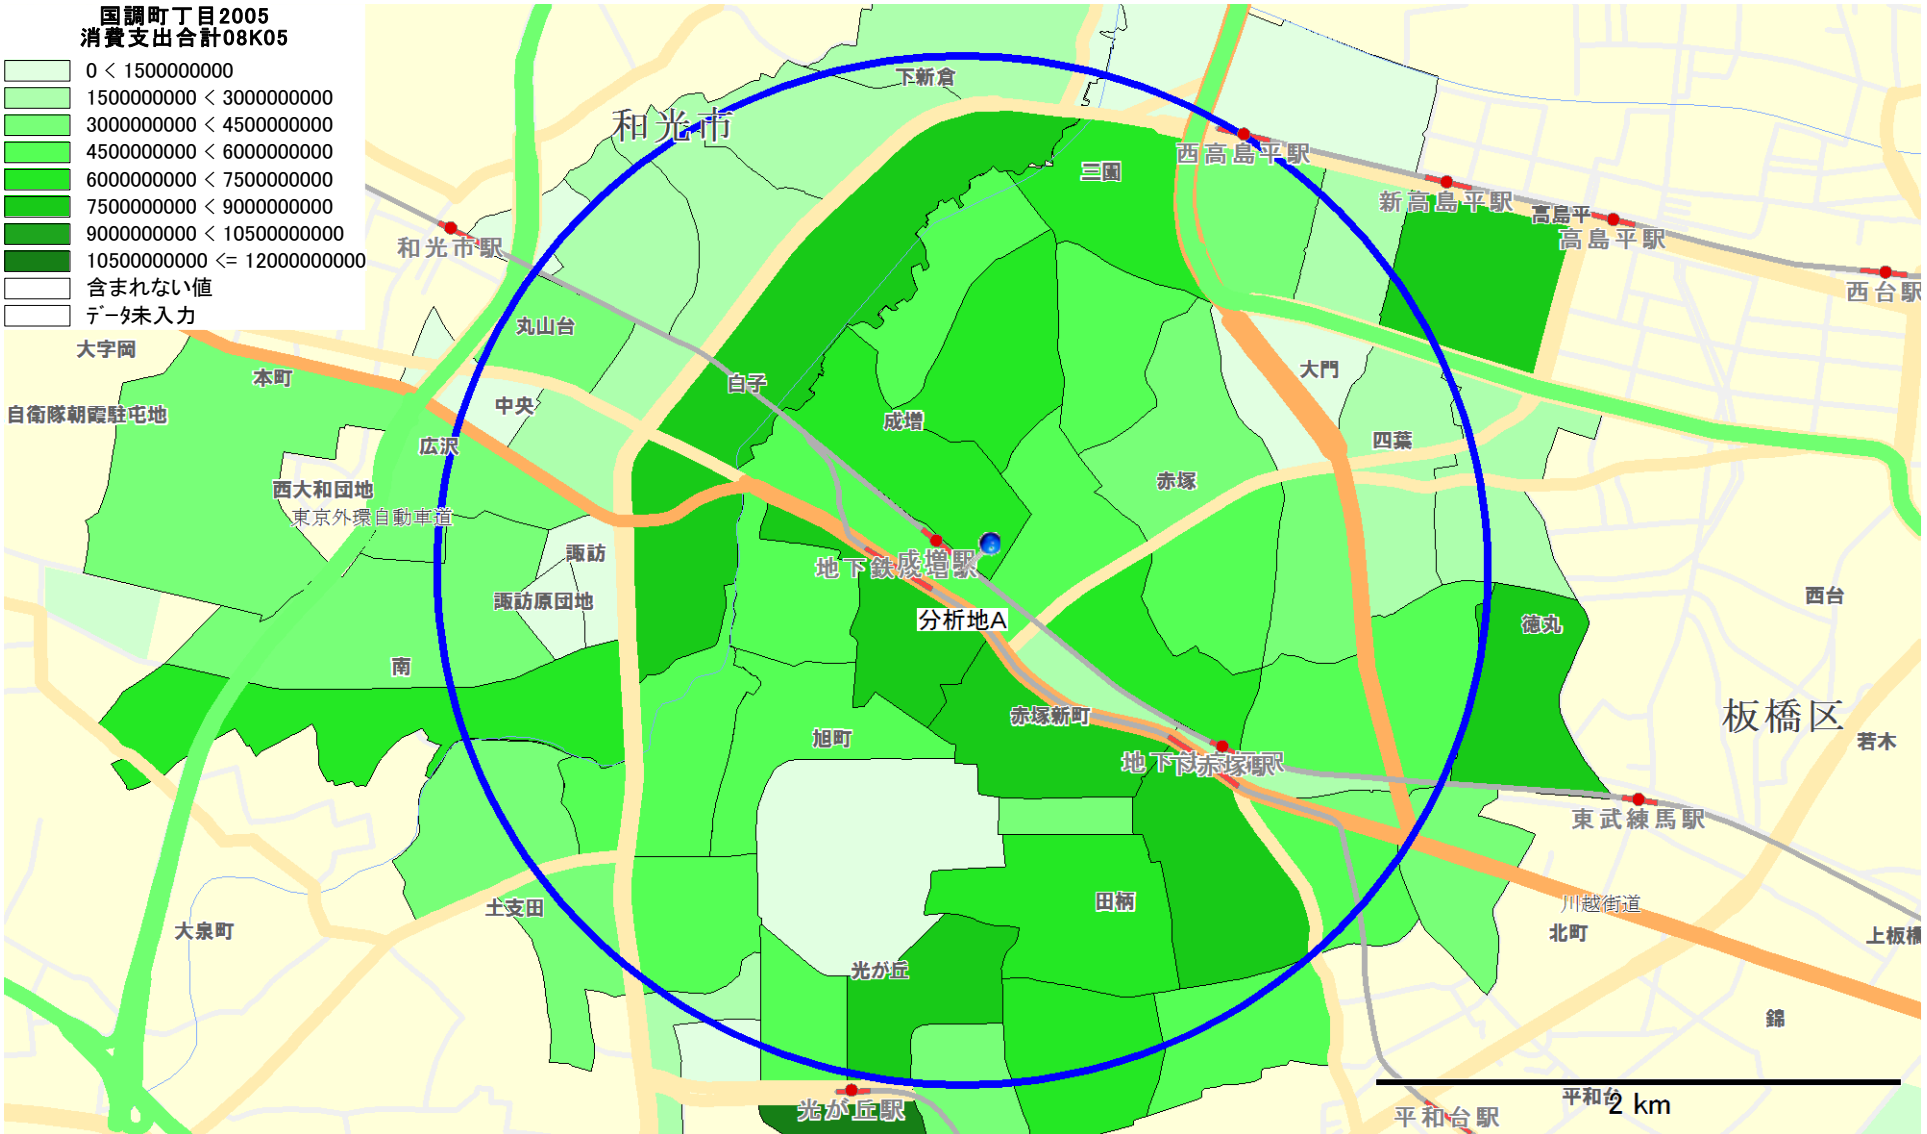 国調町丁目2005
消費支出合計08K05
0 < 1500000000
1500000000 < 3000000000
3000000000 < 4500000000
4500000000 < 6000000000
6000000000 < 7500000000
7500000000 < 9000000000
9000000000 < 10500000000
10500000000 <= 12000000000
含まれない値
データ未入力
下新倉
和光市
西高島平駅
三園
新高島平駅
高島平
高島平駅
和光市駅
西台駅
丸山台
大字岡
本町
大門
白子
中央
自衛隊朝霞駐屯地
成増
四葉
広沢
赤塚
西大和団地
東京外環自動車道
諏訪
成増駅
地下鉄成増駅
諏訪原団地
西台
分析地A
徳丸
南
赤塚新町
板橋区
旭町
若木
地下鉄赤塚駅
下赤塚駅
東武練馬駅
田柄
川越街道
土支田
大泉町
北町
上板橋
光が丘
錦
平和台
2 km
光が丘駅
平和台駅